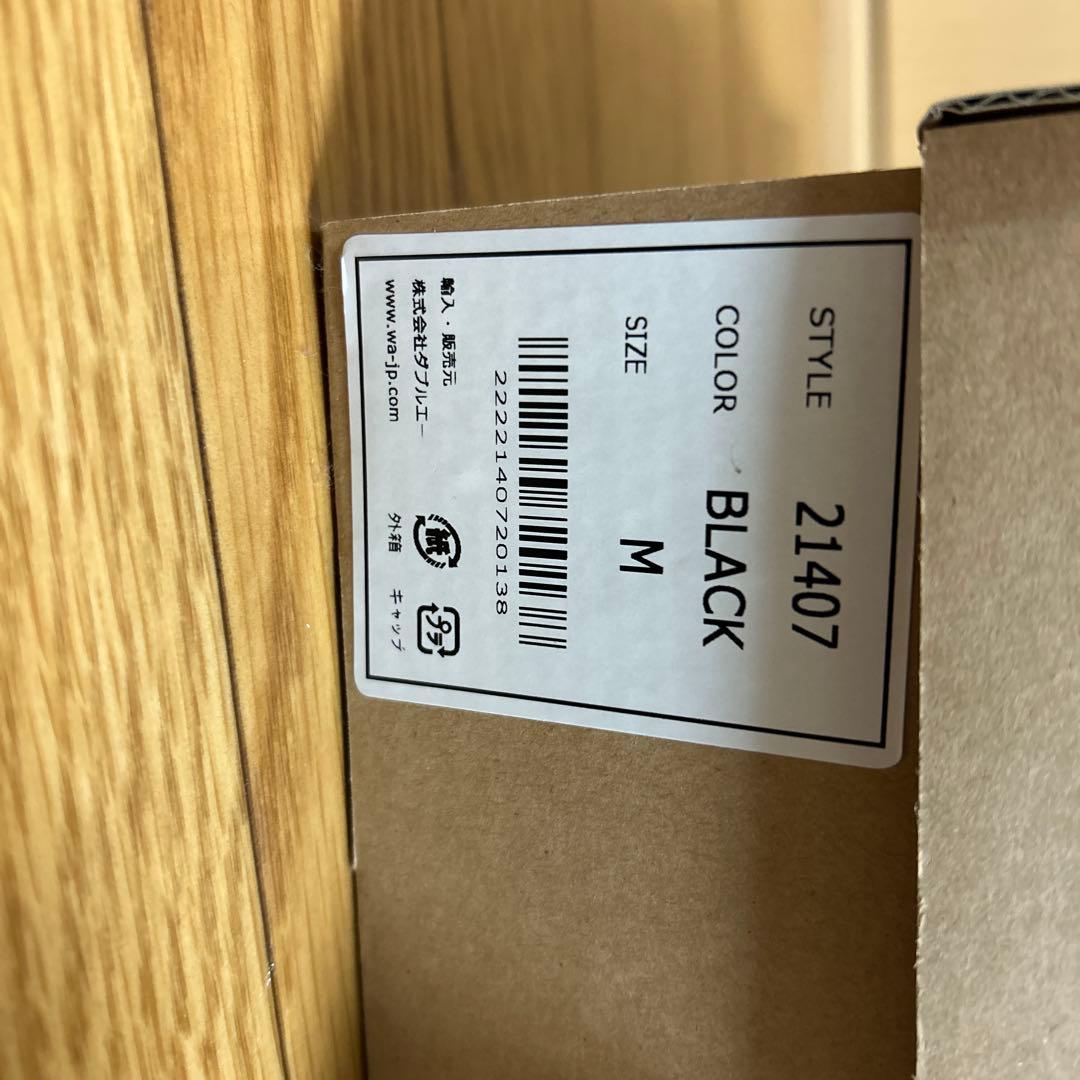 STYLE 21407
COLOR BLACK
SIZE M
2222140720138
輸入・販売元
株式会社ダブルエー
www.wa-jp.com
紙
外箱
プラ
キャップ